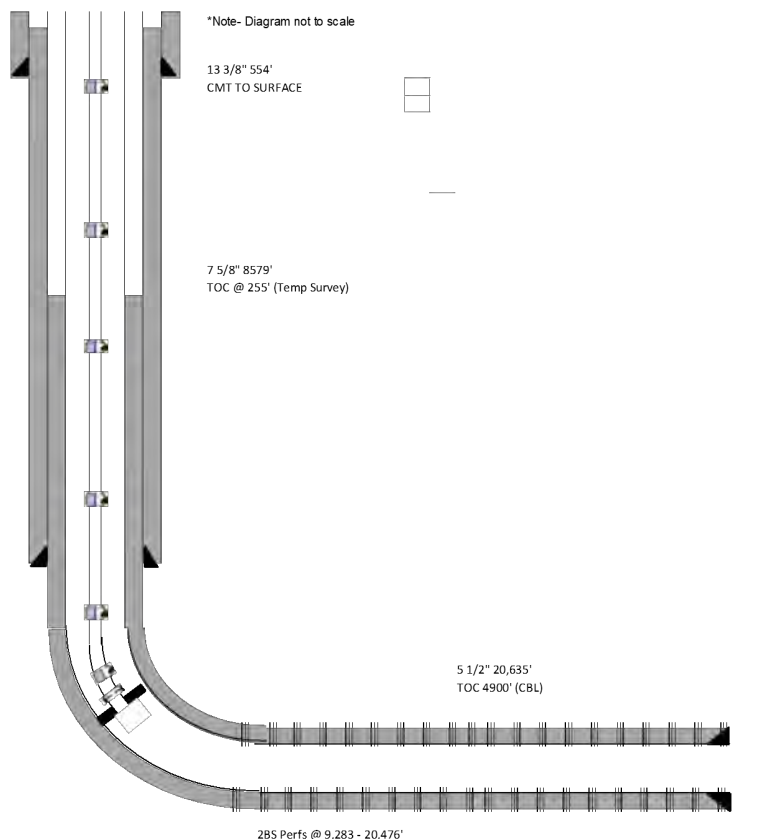 *Note- Diagram not to scale
13 3/8" 554'
CMT TO SURFACE
7 5/8" 8579'
TOC @ 255' (Temp Survey)
5 1/2" 20,635'
TOC 4900' (CBL)
2BS Perfs @ 9.283 - 20.476'